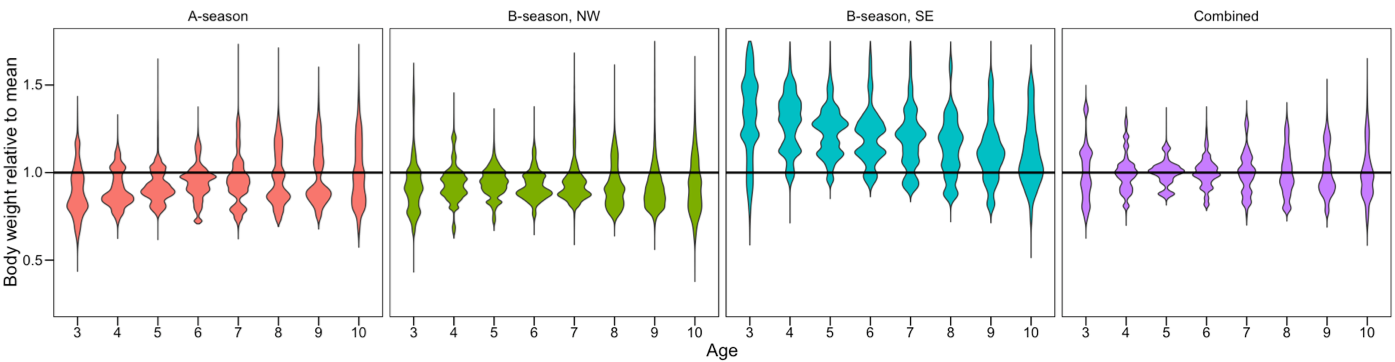 A-season
B-season, NW
B-season, SE
Combined
Body weight relative to mean
1.5
1.0
0.5
3 4 5 6 7 8 9 10
3 4 5 6 7 8 9 10
3 4 5 6 7 8 9 10
3 4 5 6 7 8 9 10
Age